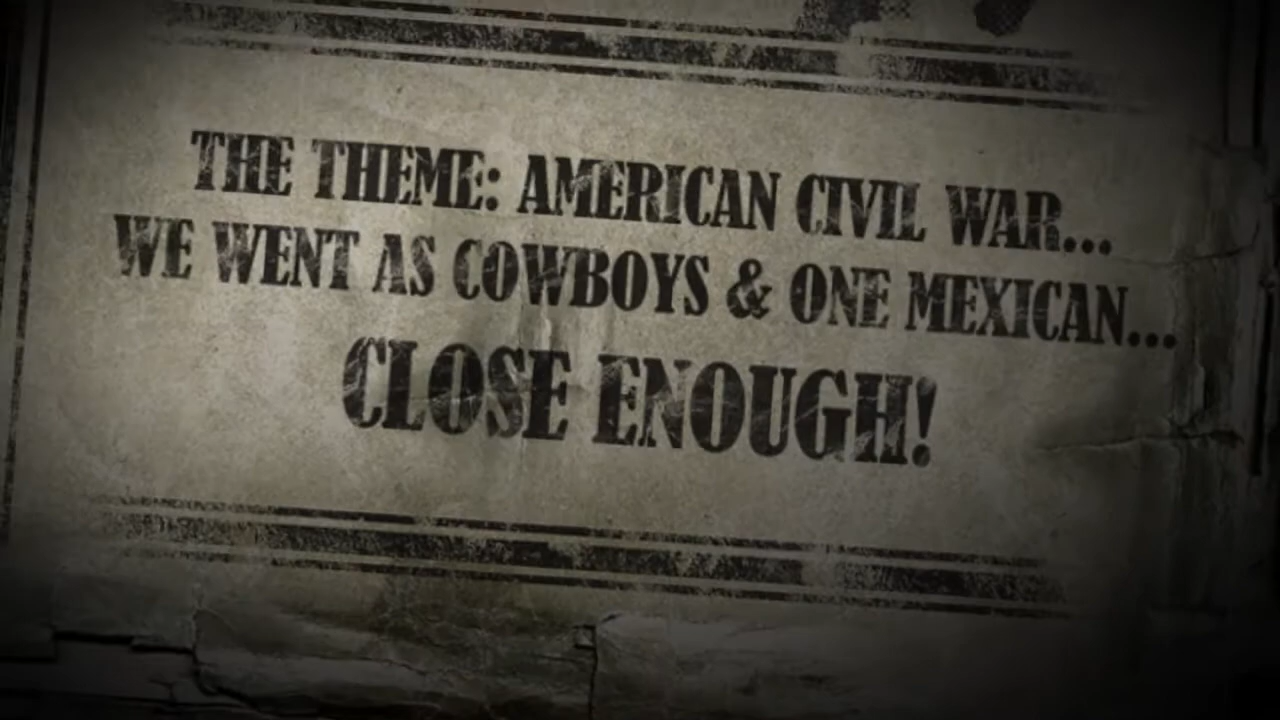 THE THEME: AMERICAN CIVIL WAR...
WE WENT AS COWBOYS & ONE MEXICAN...
CLOSE ENOUGH!